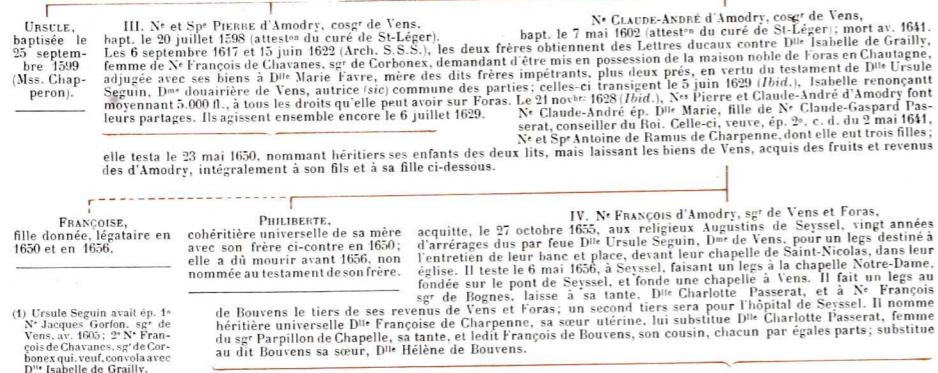 URSULE,
baptisée le
25 septem-
bre 1599
(Mss. Chap-
peron).
III. Nᵉ et Spᵉ PIERRE d'Amodry, cosgʳ de Vens.
bapt. le 20 juillet 1598 (attestᵒⁿ du curé de St-Léger).
Nᵉ CLAUDE-ANDRÉ d'Amodry, cosgʳ de Vens,
bapt. le 7 mai 1602 (attestᵒⁿ du curé de St-Léger); mort av. 1641.
Les 6 septembre 1617 et 15 juin 1622 (Arch. S.S.S.), les deux frères obtiennent des Lettres ducaux contre Dˡˡᵉ Isabelle de Grailly,
femme de Nᵉ François de Chavanes, sgʳ de Corbonex, demandant d'être mis en possession de la maison noble de Foras en Chautagne,
adjugée avec ses biens à Dˡˡᵉ Marie Favre, mère des dits frères impétrants, plus deux prés, en vertu du testament de Dˡˡᵉ Ursule
Seguin, Dᵐᵉ douairière de Vens, autrice (sic) commune des parties; celles-ci transigent le 5 juin 1629 (Ibid.), Isabelle renonçantt
moyennant 5.000 fl., à tous les droits qu'elle peut avoir sur Foras. Le 21 novbʳᵉ 1628 (Ibid.), Nᵉˢ Pierre et Claude-André d'Amodry font
leurs partages. Ils agissent ensemble encore le 6 juillet 1629.
Nᵉ Claude-André ép. Dˡˡᵉ Marie, fille de Nᵉ Claude-Gaspard Pas-
serat, conseiller du Roi. Celle-ci, veuve, ép. 2º, c. d. du 2 mai 1641,
Nᵉ et Spᵉ Antoine de Ramus de Charpenne, dont elle eut trois filles;
elle testa le 23 mai 1650, nommant héritiers ses enfants des deux lits, mais laissant les biens de Vens, acquis des fruits et revenus
des d'Amodry, intégralement à son fils et à sa fille ci-dessous.
FRANÇOISE,
fille donnée, légataire en
1650 et en 1656.
PHILIBERTE,
cohéritière universelle de sa mère
avec son frère ci-contre en 1650;
elle a dû mourir avant 1656, non
nommée au testament de son frère.
IV. Nᵉ FRANÇOIS d'Amodry, sgʳ de Vens et Foras,
acquitte, le 27 octobre 1655, aux religieux Augustins de Seyssel, vingt années
d'arrérages dus par feue Dˡˡᵉ Ursule Seguin, Dᵐᵉ de Vens, pour un legs destiné à
l'entretien de leur banc et place, devant leur chapelle de Saint-Nicolas, dans leur
église. Il teste le 6 mai 1656, à Seyssel, faisant un legs à la chapelle Notre-Dame,
fondée sur le pont de Seyssel, et fonde une chapelle à Vens. Il fait un legs au
sgʳ de Bognes, laisse à sa tante, Dˡˡᵉ Charlotte Passerat, et à Nᵉ François
de Bouvens le tiers de ses revenus de Vens et Foras; un second tiers sera pour l'hôpital de Seyssel. Il nomme
héritière universelle Dˡˡᵉ Françoise de Charpenne, sa sœur utérine, lui substitue Dˡˡᵉ Charlotte Passerat, femme
du sgʳ Parpillon de Chapelle, sa tante, et ledit François de Bouvens, son cousin, chacun par égales parts; substitue
au dit Bouvens sa sœur, Dˡˡᵉ Hélène de Bouvens.
(1) Ursule Seguin avait ép. 1º
Nᵉ Jacques Gorfon, sgʳ de
Vens, av. 1605; 2º Nᵉ Fran-
çois de Chavanes, sgʳ de Cor-
bonex qui, veuf, convola avec
Dˡˡᵉ Isabelle de Grailly.